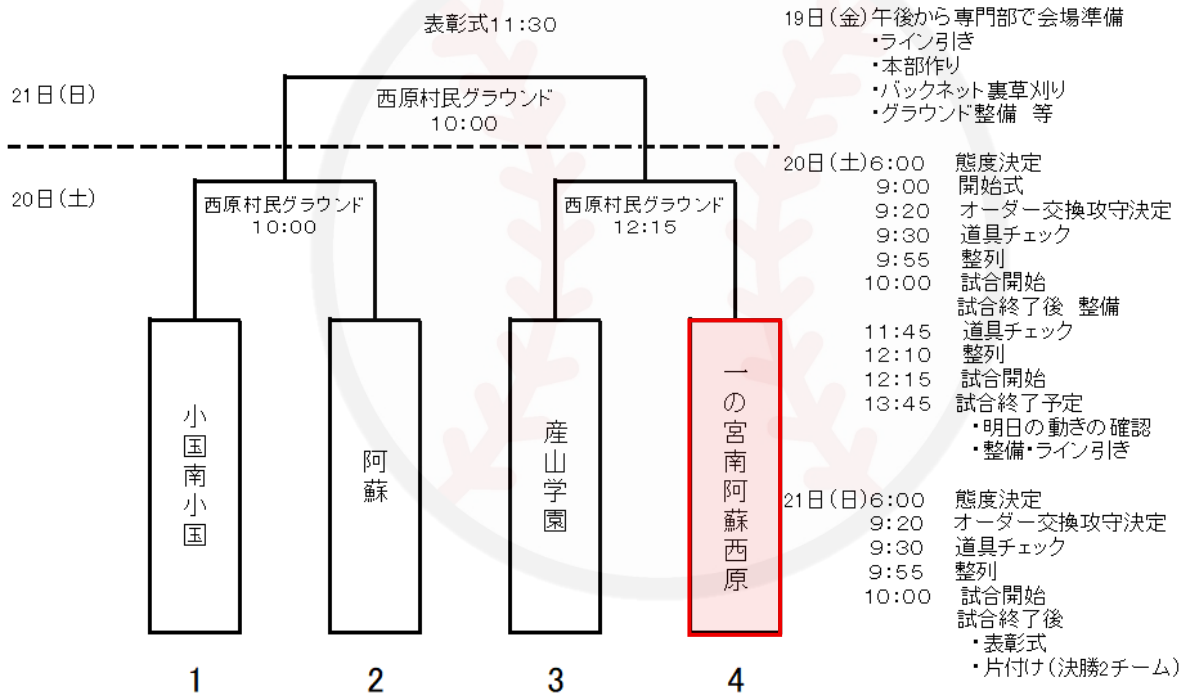 表彰式11:30
21日(日)
西原村民グラウンド
10:00
20日(土)
西原村民グラウンド
10:00
西原村民グラウンド
12:15
小国南小国
阿蘇
産山学園
一の宮南阿蘇西原
1
2
3
4
19日(金)午後から専門部で会場準備
・ライン引き
・本部作り
・バックネット裏草刈り
・グラウンド整備 等
20日(土)6:00 態度決定
9:00 開始式
9:20 オーダー交換攻守決定
9:30 道具チェック
9:55 整列
10:00 試合開始
試合終了後 整備
11:45 道具チェック
12:10 整列
12:15 試合開始
13:45 試合終了予定
・明日の動きの確認
・整備・ライン引き
21日(日)6:00 態度決定
9:20 オーダー交換攻守決定
9:30 道具チェック
9:55 整列
10:00 試合開始
試合終了後
・表彰式
・片付け(決勝2チーム)